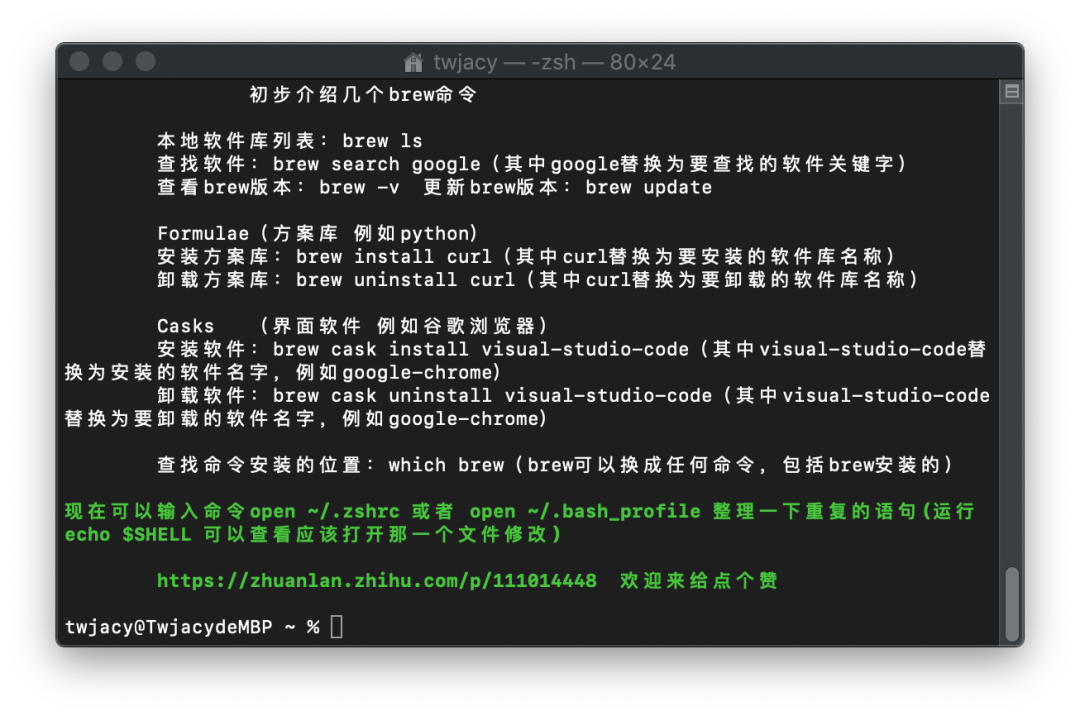 twjacy — -zsh — 80×24
初步介绍几个brew命令
本地软件库列表：brew ls
查找软件：brew search google（其中google替换为要查找的软件关键字）
查看brew版本：brew -v  更新brew版本：brew update
Formulae（方案库 例如python）
安装方案库：brew install curl（其中curl替换为要安装的软件库名称）
卸载方案库：brew uninstall curl（其中curl替换为要卸载的软件库名称）
Casks  （界面软件 例如谷歌浏览器）
安装软件：brew cask install visual-studio-code（其中visual-studio-code替
换为安装的软件名字，例如google-chrome）
卸载软件：brew cask uninstall visual-studio-code（其中visual-studio-code
替换为要卸载的软件名字，例如google-chrome）
查找命令安装的位置：which brew（brew可以换成任何命令，包括brew安装的）
现在可以输入命令open ~/.zshrc 或者 open ~/.bash_profile 整理一下重复的语句(运行
echo $SHELL 可以查看应该打开那一个文件修改)
https://zhuanlan.zhihu.com/p/111014448  欢迎来给点个赞
twjacy@TwjacydeMBP ~ %